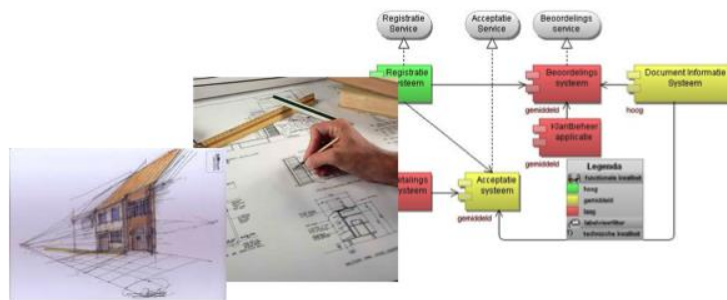 Registratie
Service
Acceptatie
Service
Beoordelings
service
Registratie
systeem
Beoordelings
systeem
Document Informatie
Systeem
gemiddeld
hoog
Klantbeheer
applicatie
gemiddeld
Acceptatie
systeem
systeem
gemiddeld
Legenda
functionele kwaliteit
hoog
gemiddeld
laag
labelviewfilter
technische kwaliteit